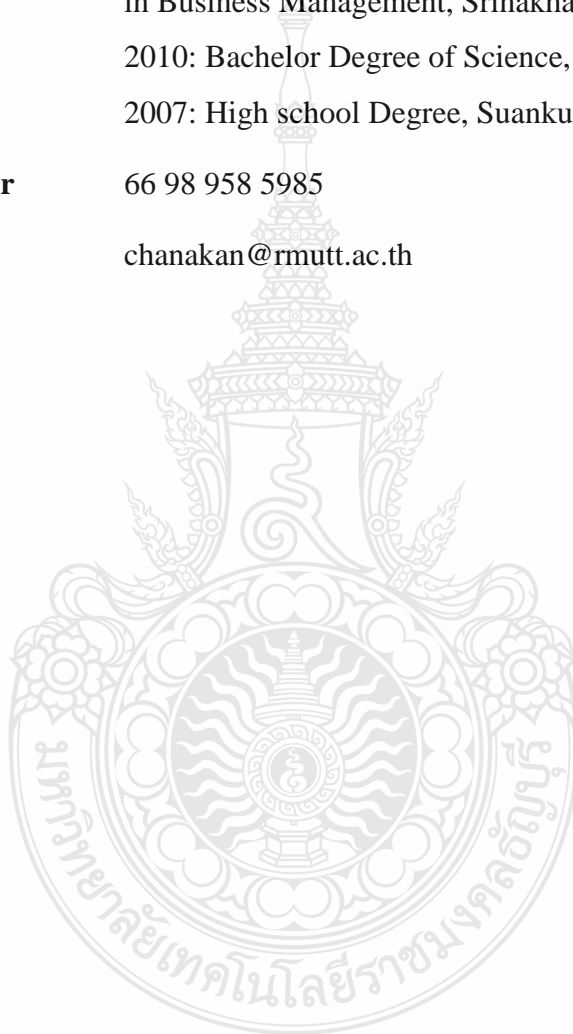 in Business Management,
2010: Bachelor Degree of Science,
2007: High school Degree,
r 66 98 958 5985
chanakan@rmutt.ac.th
มหาวิทยาลัยเทคโนโลยีราชมงคลธัญบุรี